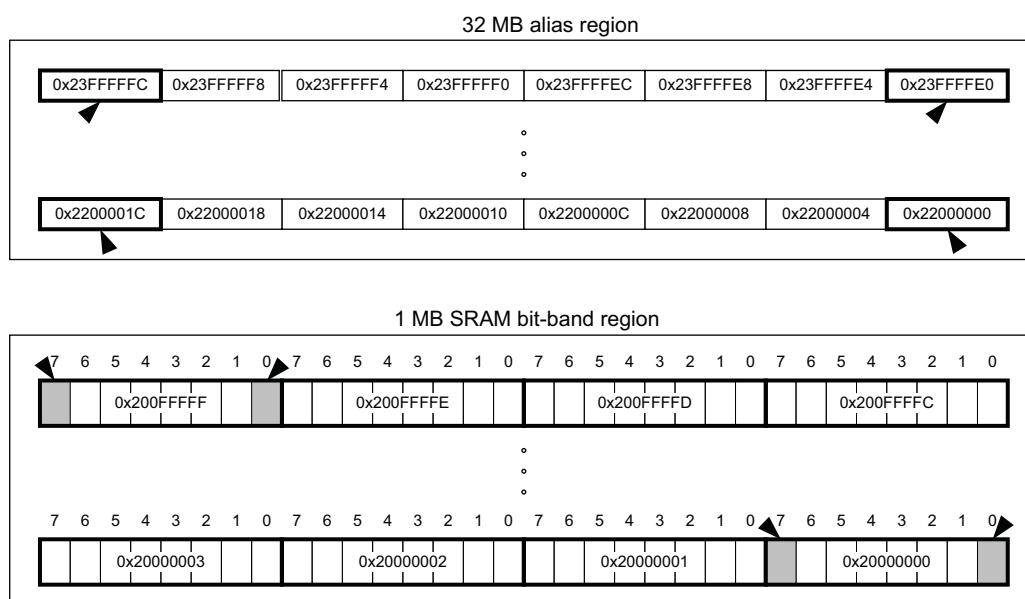 32 MB alias region
0x23FFFFFC 0x23FFFFF8 0x23FFFFF4 0x23FFFFF0 0x23FFFFEC 0x23FFFFE8 0x23FFFFE4 0x23FFFFE0
0x2200001C 0x22000018 0x22000014 0x22000010 0x2200000C 0x22000008 0x22000004 0x22000000
1 MB SRAM bit-band region
7 6 5 4 3 2 1 0 7 6 5 4 3 2 1 0 7 6 5 4 3 2 1 0 7 6 5 4 3 2 1 0
0x200FFFFF 0x200FFFFE 0x200FFFFD 0x200FFFFC
7 6 5 4 3 2 1 0 7 6 5 4 3 2 1 0 7 6 5 4 3 2 1 0 7 6 5 4 3 2 1 0
0x20000003 0x20000002 0x20000001 0x20000000